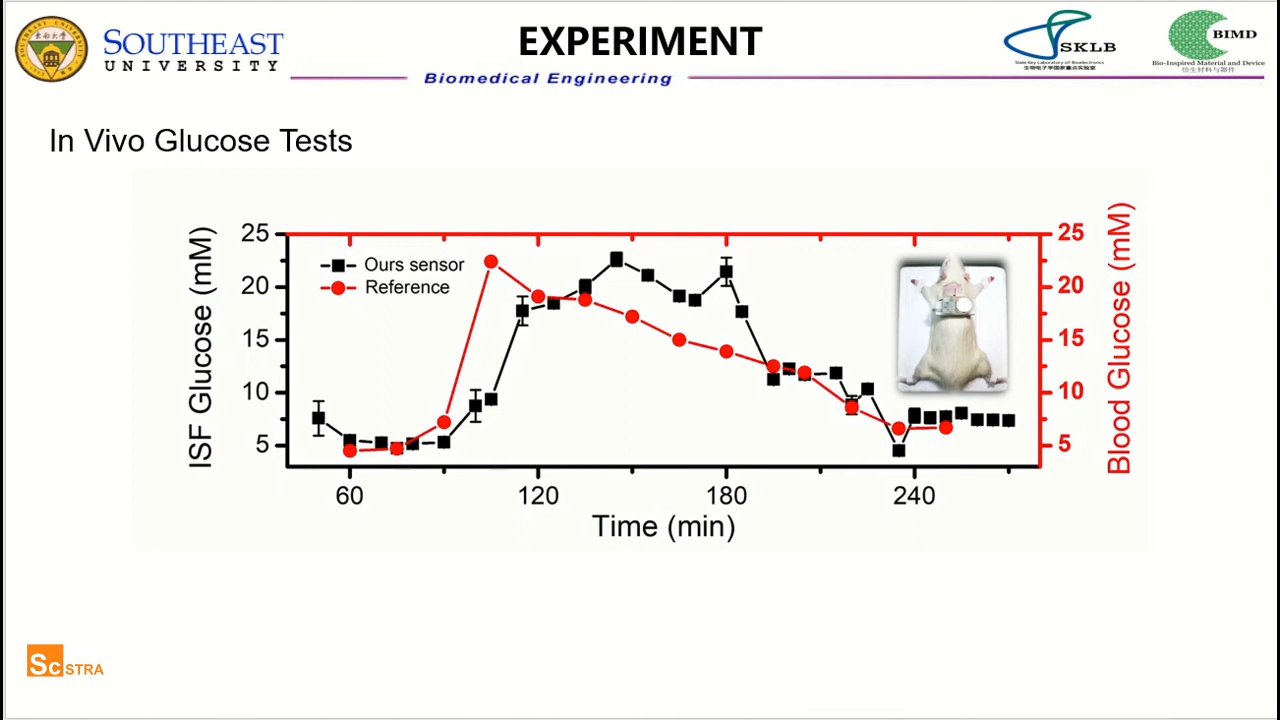 SOUTHEAST
UNIVERSITY
EXPERIMENT
Biomedical Engineering
SKLB
State Key Laboratory of Bioelectronics
生物电子学国家重点实验室
BIMD
Bio-Inspired Material and Device
仿生材料与器件
In Vivo Glucose Tests
ISF Glucose (mM)
25
20
15
10
5
Ours sensor
Reference
60
120
180
240
Time (min)
25
20
15
10
5
Blood Glucose (mM)
Sc STRA